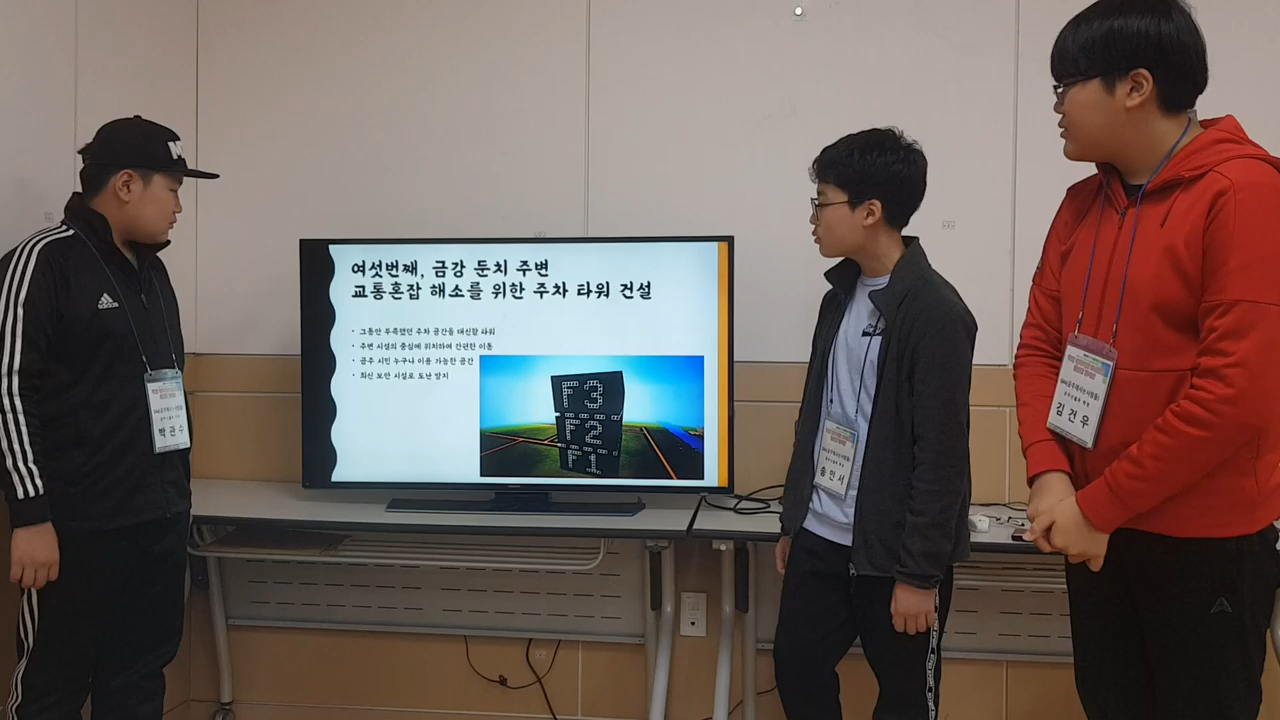 여섯번째, 금강 둔치 주변
교통혼잡 해소를 위한 주차 타워 건설
• 그동안 부족했던 주차 공간을 대신할 타워
• 주변 시설의 중심에 위치하여 간편한 이동
• 공주 시민 누구나 이용 가능한 공간
• 최신 보안 시설로 도난 방지
F3
F2
F1
adidas
박관수
송민서
김건우